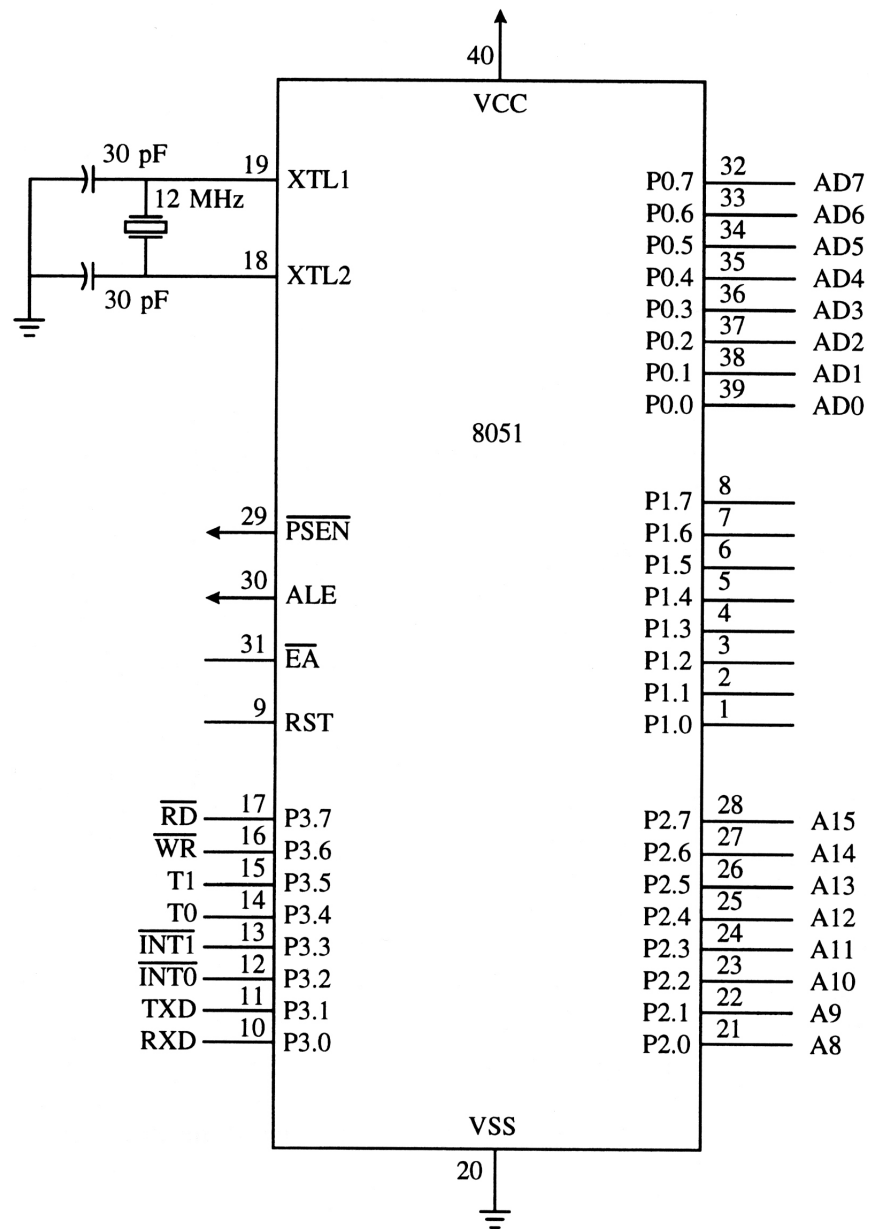 40
VCC
30 pF
19
XTL1
12 MHz
18
XTL2
30 pF
P0.7 32 AD7
P0.6 33 AD6
P0.5 34 AD5
P0.4 35 AD4
P0.3 36 AD3
P0.2 37 AD2
P0.1 38 AD1
P0.0 39 AD0
8051
29 P̅S̅E̅N̅
30 ALE
31 E̅A̅
9 RST
P1.7 8
P1.6 7
P1.5 6
P1.4 5
P1.3 4
P1.2 3
P1.1 2
P1.0 1
R̅D̅ 17 P3.7
W̅R̅ 16 P3.6
T1 15 P3.5
T0 14 P3.4
I̅N̅T̅1̅ 13 P3.3
I̅N̅T̅0̅ 12 P3.2
TXD 11 P3.1
RXD 10 P3.0
P2.7 28 A15
P2.6 27 A14
P2.5 26 A13
P2.4 25 A12
P2.3 24 A11
P2.2 23 A10
P2.1 22 A9
P2.0 21 A8
VSS
20